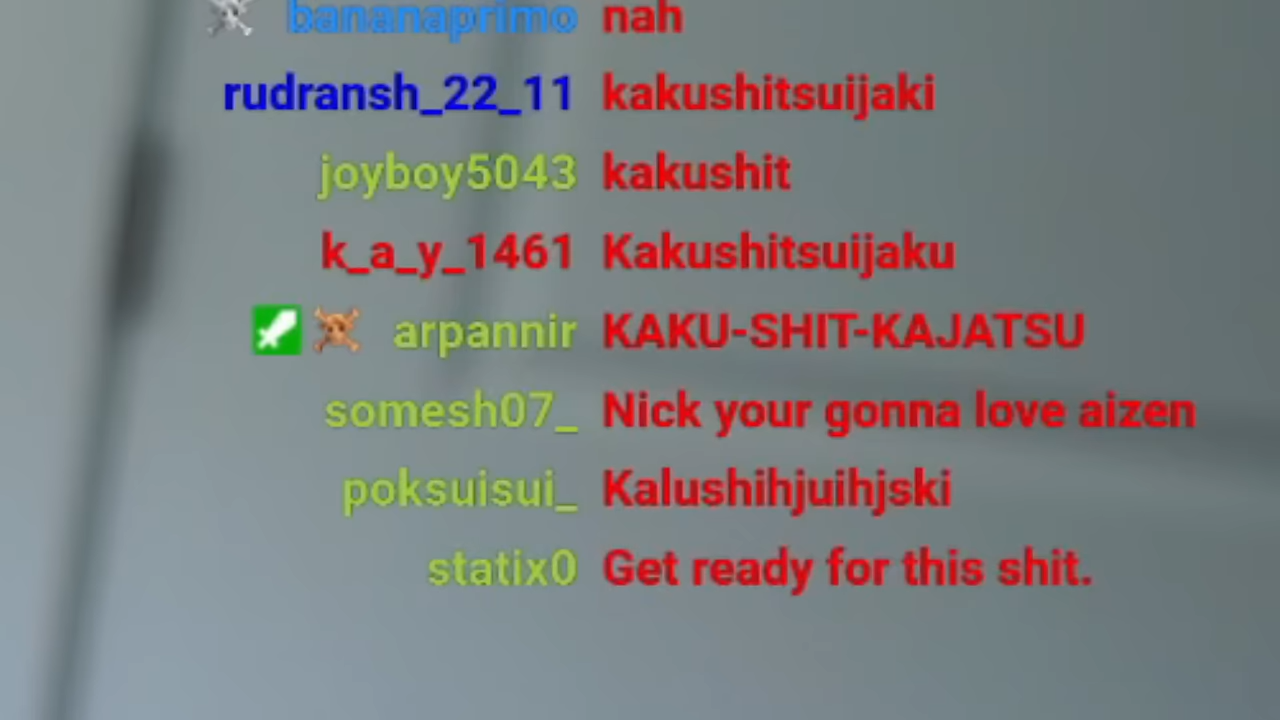 bananaprimo nah
rudransh_22_11 kakushitsuijaki
joyboy5043 kakushit
k_a_y_1461 Kakushitsuijaku
arpannir KAKU-SHIT-KAJATSU
somesh07_ Nick your gonna love aizen
poksuisui_ Kalushihjuihjski
statix0 Get ready for this shit.